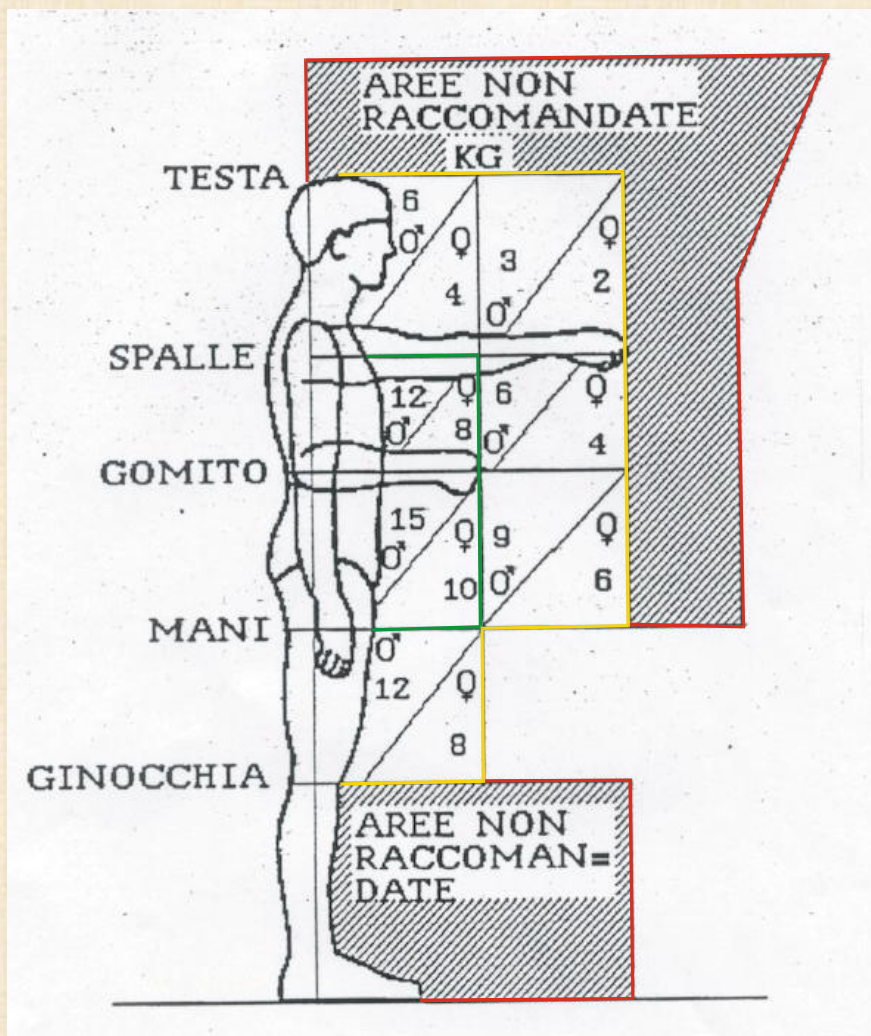 AREE NON
RACCOMANDATE
KG
TESTA
6
♂
♀
4
3
♂
♀
2
SPALLE
12
♂
♀
8
6
♂
♀
4
GOMITO
15
♂
♀
10
9
♂
♀
6
MANI
♂
12
♀
8
GINOCCHIA
AREE NON
RACCOMAN=
DATE